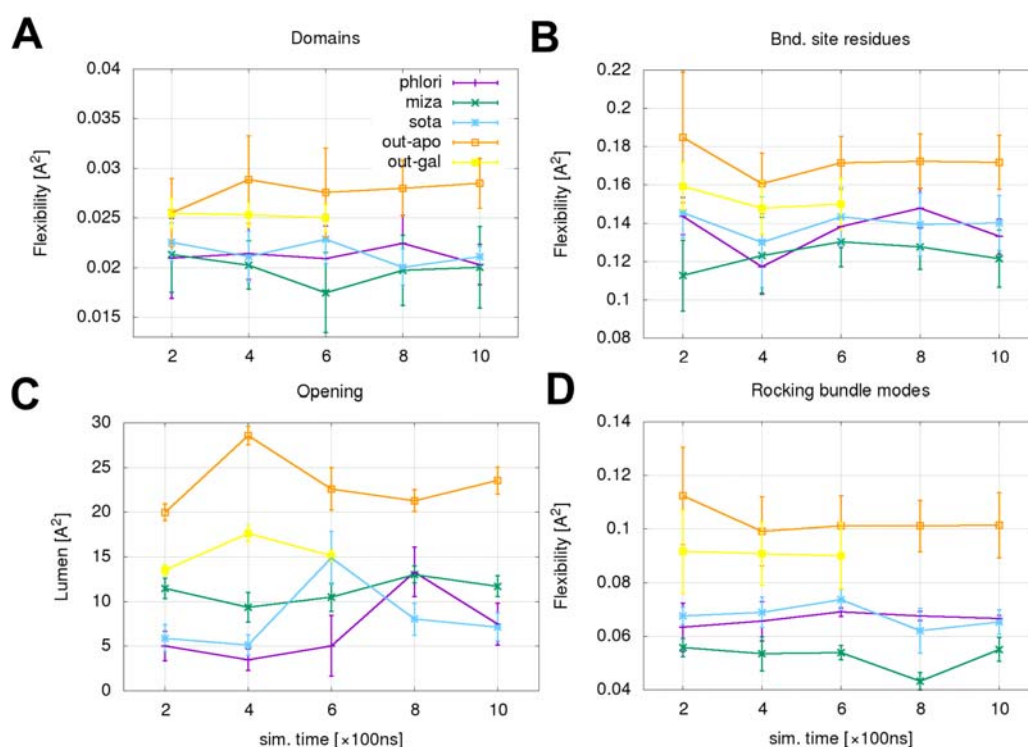 A
Domains
Flexibility [A²]
0.04
0.035
0.03
0.025
0.02
0.015
2 4 6 8 10
phlori
miza
sota
out-apo
out-gal
B
Bnd. site residues
Flexibility [A²]
0.22
0.2
0.18
0.16
0.14
0.12
0.1
0.08
2 4 6 8 10
C
Opening
Lumen [A²]
30
25
20
15
10
5
0
2 4 6 8 10
sim. time [×100ns]
D
Rocking bundle modes
Flexibility [A²]
0.14
0.12
0.1
0.08
0.06
0.04
2 4 6 8 10
sim. time [×100ns]